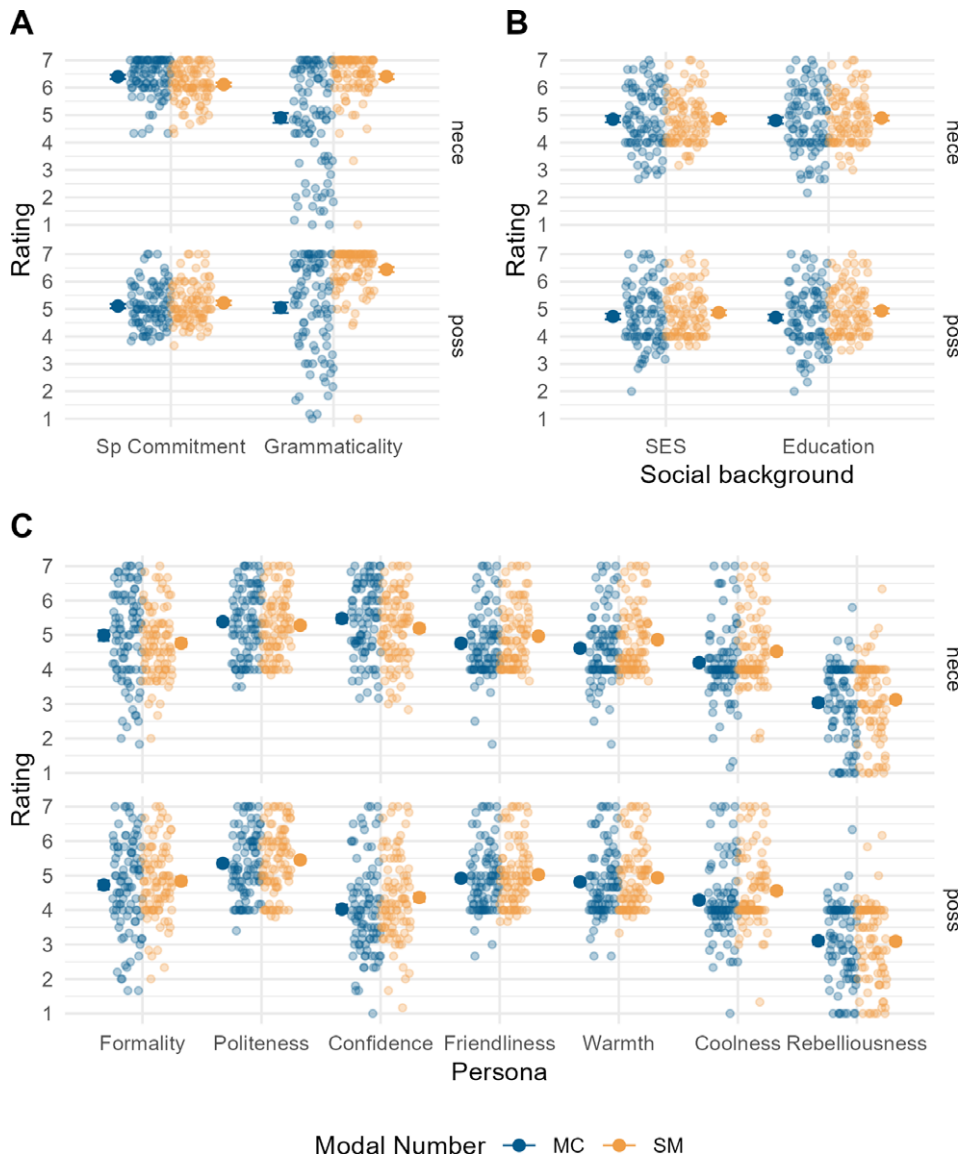 A
B
7
6
5
4
3
2
1
nece
7
6
5
4
3
2
1
poss
Rating
Sp Commitment Grammaticality
7
6
5
4
3
2
1
nece
7
6
5
4
3
2
1
poss
Rating
SES Education
Social background
C
7
6
5
4
3
2
1
nece
7
6
5
4
3
2
1
poss
Rating
Formality Politeness Confidence Friendliness Warmth Coolness Rebelliousness
Persona
Modal Number MC SM